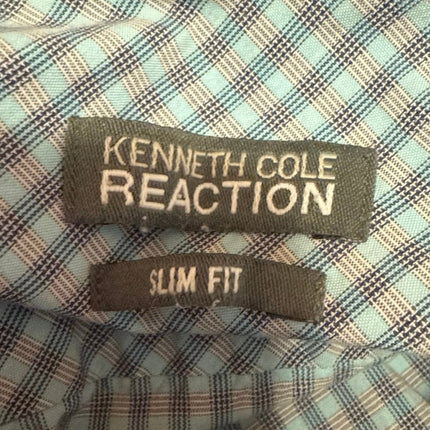 KENNETH COLE
REACTION
SLIM FIT